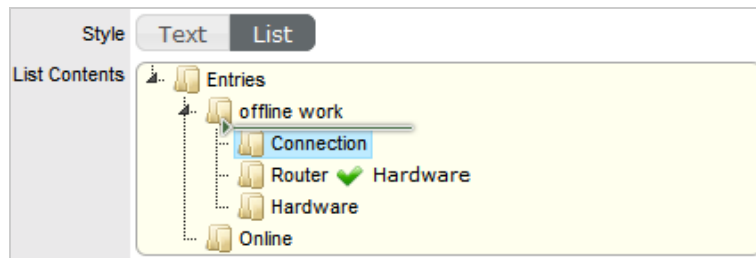 Style Text List
List Contents Entries
offline work
Connection
Router Hardware
Hardware
Online